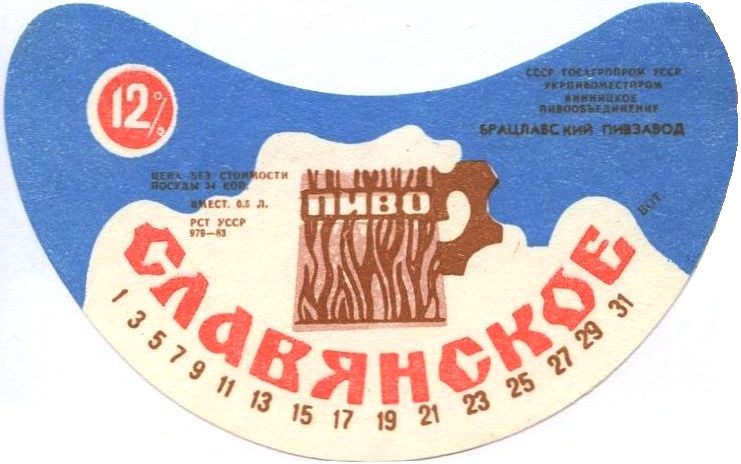 12%
СССР ГОСАГРОПРОМ УССР
УКРПИВОМЕСТПРОМ
ВИННИЦКОЕ
ПИВООБЪЕДИНЕНИЕ
БРАЦЛАВСКИЙ ПИВЗАВОД
ЦЕНА БЕЗ СТОИМОСТИ
ПОСУДЫ 34 КОП.
ВМЕСТ. 0.5 Л.
РСТ УССР
979—83
ПИВО
ВОТ
СЛАВЯНСКОЕ
1 3 5 7 9 11 13 15 17 19 21 23 25 27 29 31